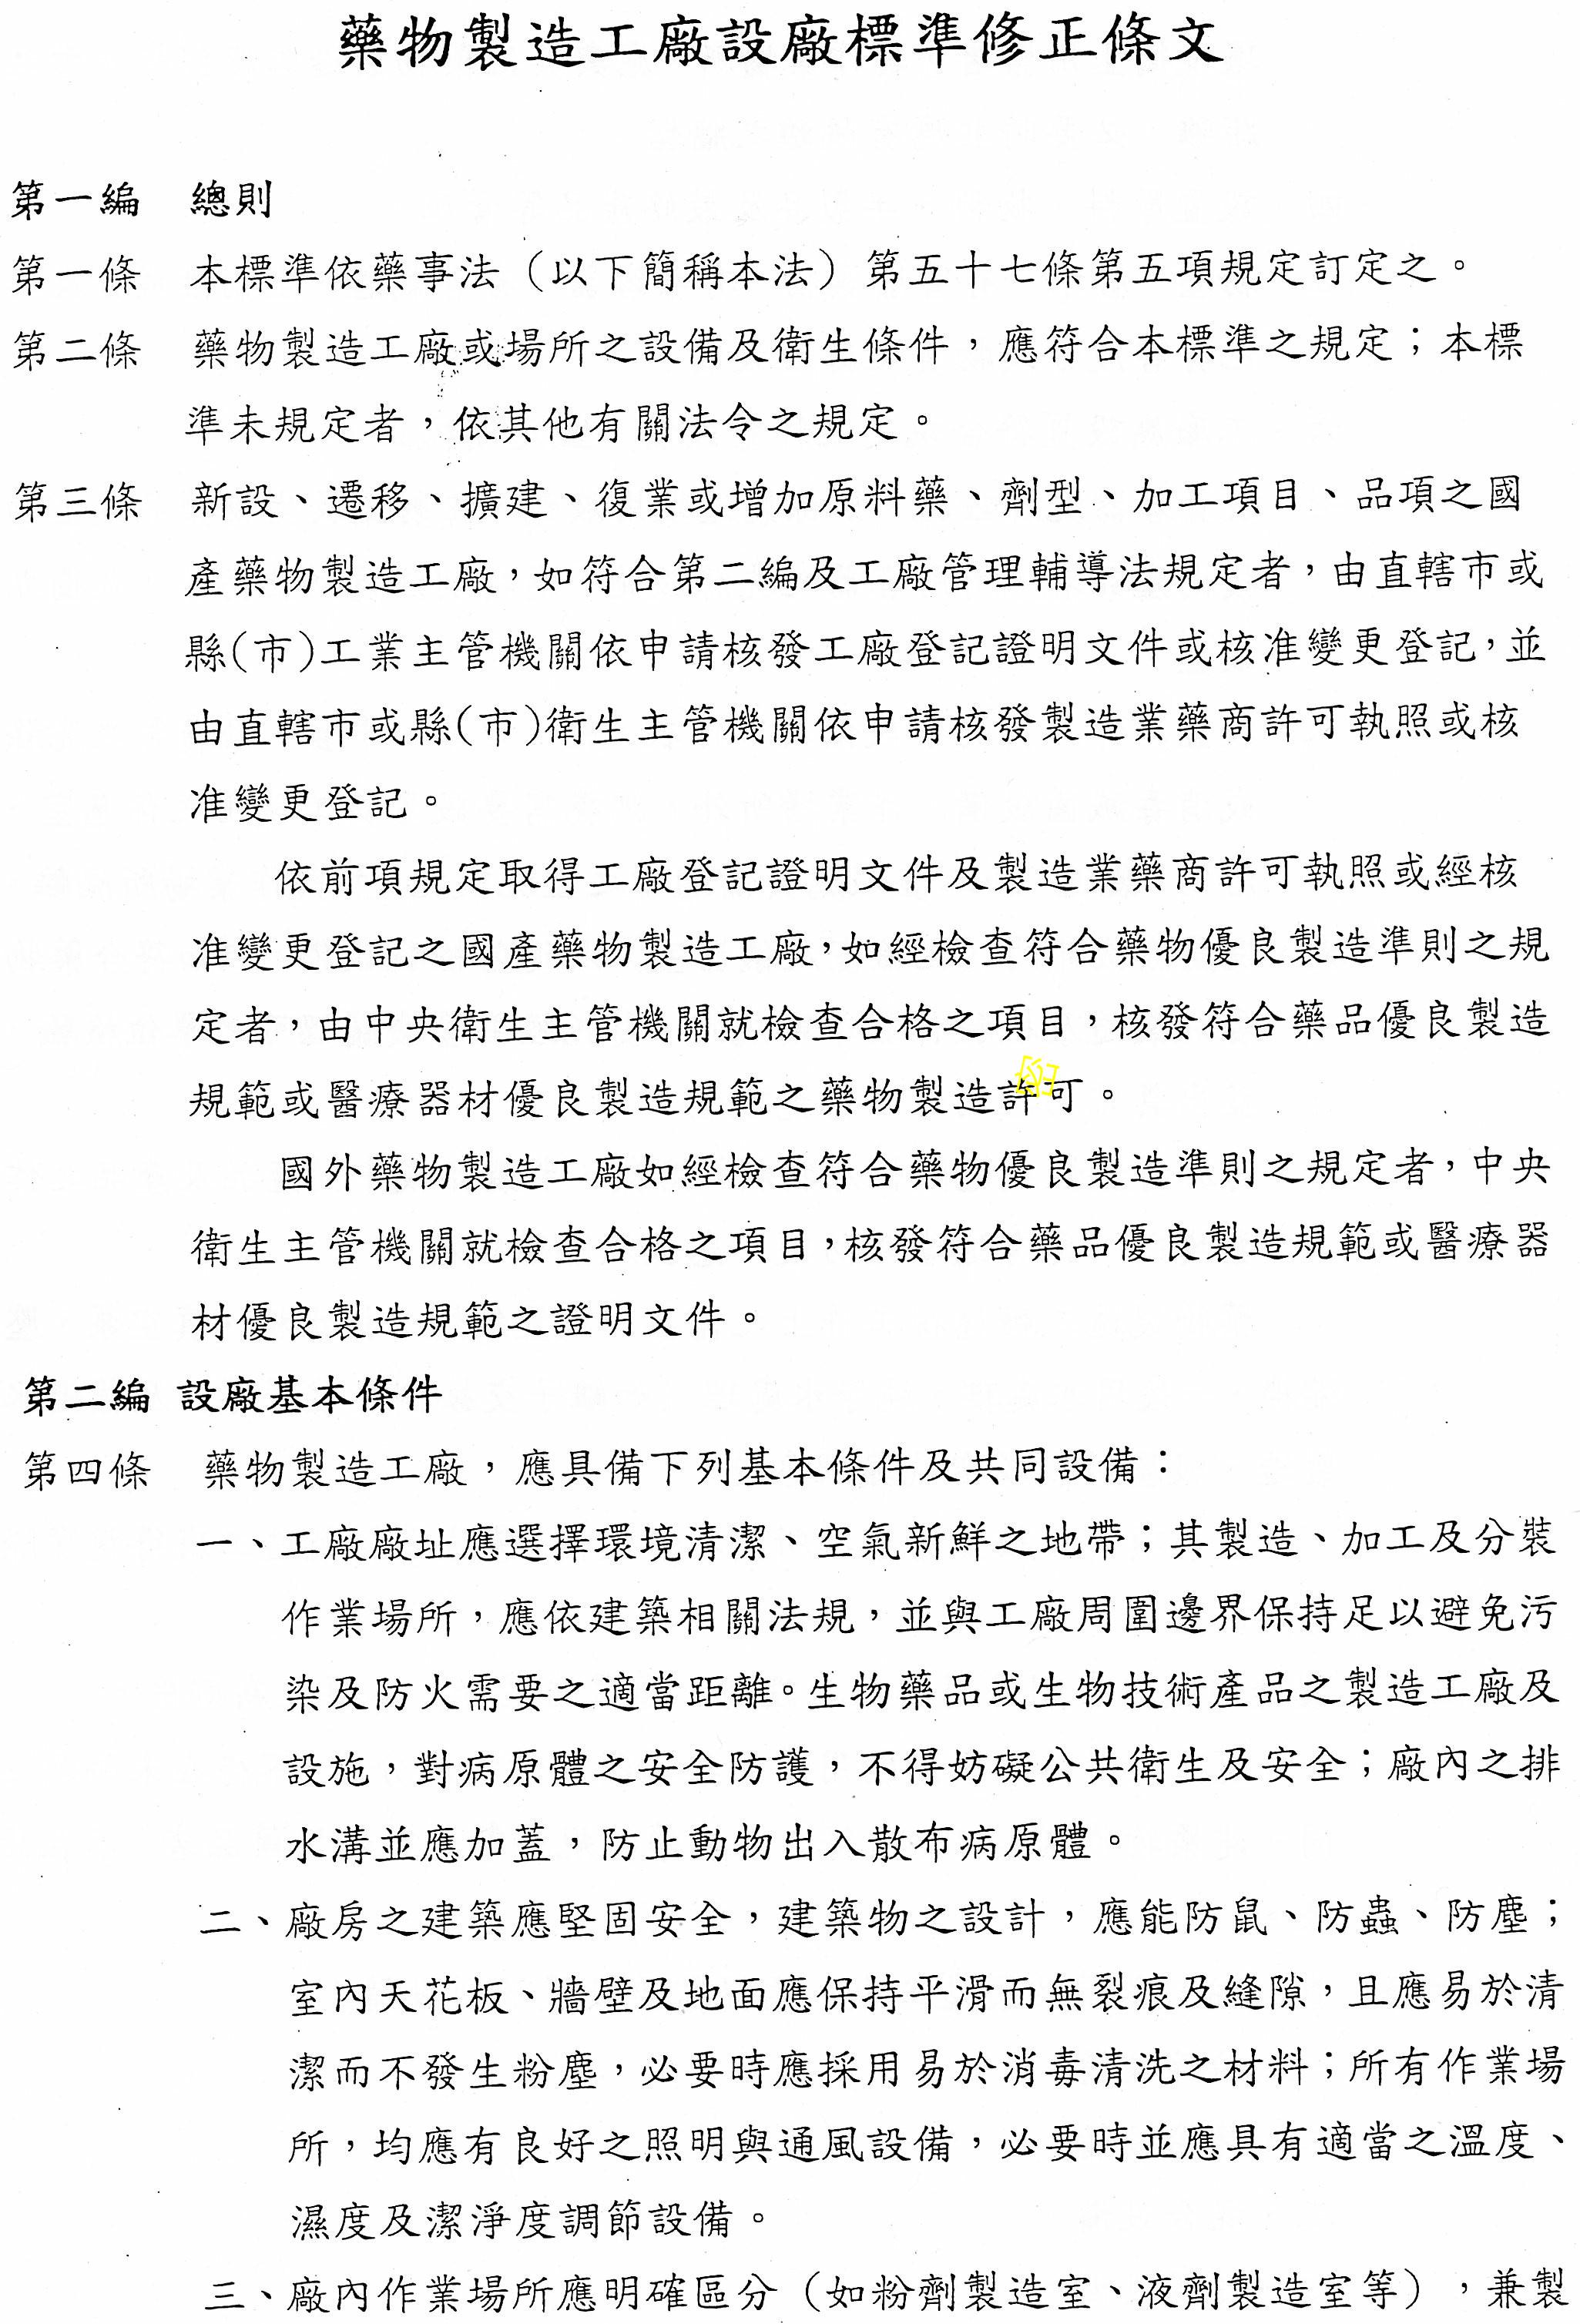 藥物製造工廠設廠標準修正條文
第一編 總則
第一條 本標準依藥事法（以下簡稱本法）第五十七條第五項規定訂定之。
第二條 藥物製造工廠或場所之設備及衛生條件，應符合本標準之規定；本標
準未規定者，依其他有關法令之規定。
第三條 新設、遷移、擴建、復業或增加原料藥、劑型、加工項目、品項之國
產藥物製造工廠，如符合第二編及工廠管理輔導法規定者，由直轄市或
縣(市)工業主管機關依申請核發工廠登記證明文件或核准變更登記，並
由直轄市或縣(市)衛生主管機關依申請核發製造業藥商許可執照或核
准變更登記。
依前項規定取得工廠登記證明文件及製造業藥商許可執照或經核
准變更登記之國產藥物製造工廠，如經檢查符合藥物優良製造準則之規
定者，由中央衛生主管機關就檢查合格之項目，核發符合藥品優良製造
規範或醫療器材優良製造規範之藥物製造許可。
國外藥物製造工廠如經檢查符合藥物優良製造準則之規定者，中央
衛生主管機關就檢查合格之項目，核發符合藥品優良製造規範或醫療器
材優良製造規範之證明文件。
第二編 設廠基本條件
第四條 藥物製造工廠，應具備下列基本條件及共同設備：
一、工廠廠址應選擇環境清潔、空氣新鮮之地帶；其製造、加工及分裝
作業場所，應依建築相關法規，並與工廠周圍邊界保持足以避免污
染及防火需要之適當距離。生物藥品或生物技術產品之製造工廠及
設施，對病原體之安全防護，不得妨礙公共衛生及安全；廠內之排
水溝並應加蓋，防止動物出入散布病原體。
二、廠房之建築應堅固安全，建築物之設計，應能防鼠、防蟲、防塵；
室內天花板、牆壁及地面應保持平滑而無裂痕及縫隙，且應易於清
潔而不發生粉塵，必要時應採用易於消毒清洗之材料；所有作業場
所，均應有良好之照明與通風設備，必要時並應具有適當之溫度、
濕度及潔淨度調節設備。
三、廠內作業場所應明確區分（如粉劑製造室、液劑製造室等），兼製